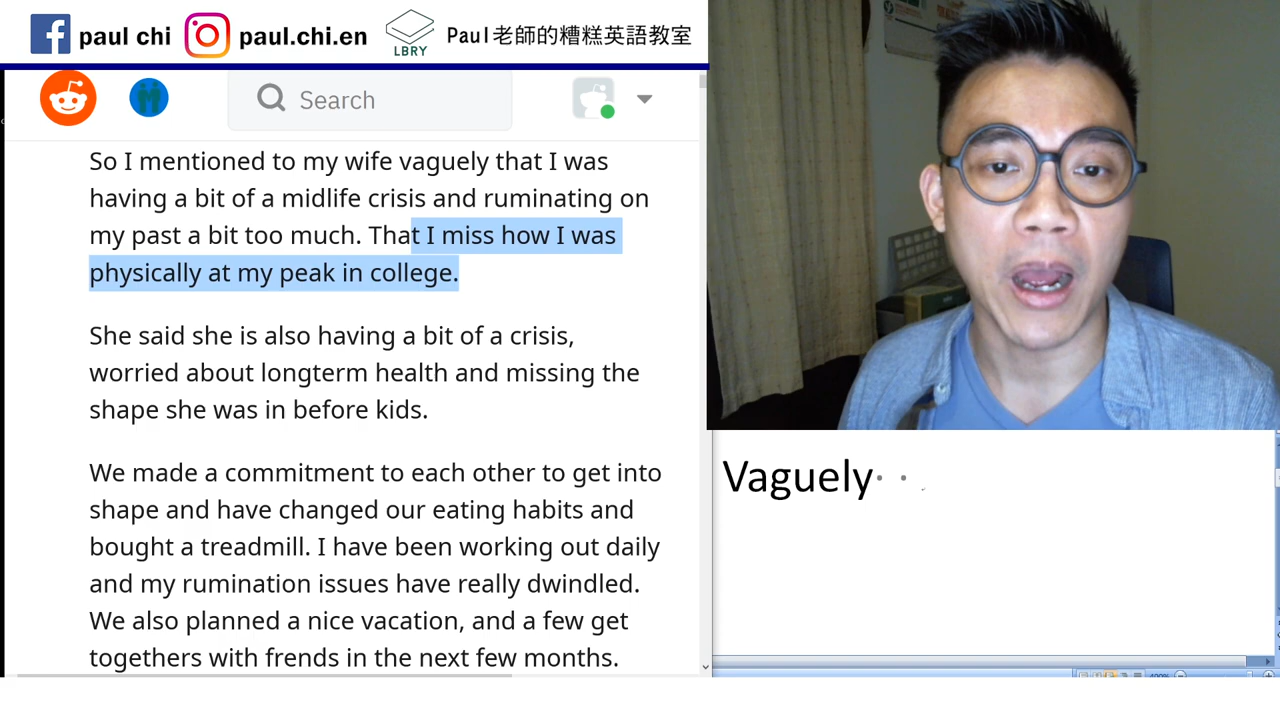 paul chi paul.chi.en LBRY Paul老師的糟糕英語教室
Search
So I mentioned to my wife vaguely that I was
having a bit of a midlife crisis and ruminating on
my past a bit too much. That I miss how I was
physically at my peak in college.
She said she is also having a bit of a crisis,
worried about longterm health and missing the
shape she was in before kids.
We made a commitment to each other to get into
shape and have changed our eating habits and
bought a treadmill. I have been working out daily
and my rumination issues have really dwindled.
We also planned a nice vacation, and a few get
togethers with frends in the next few months.
Vaguely